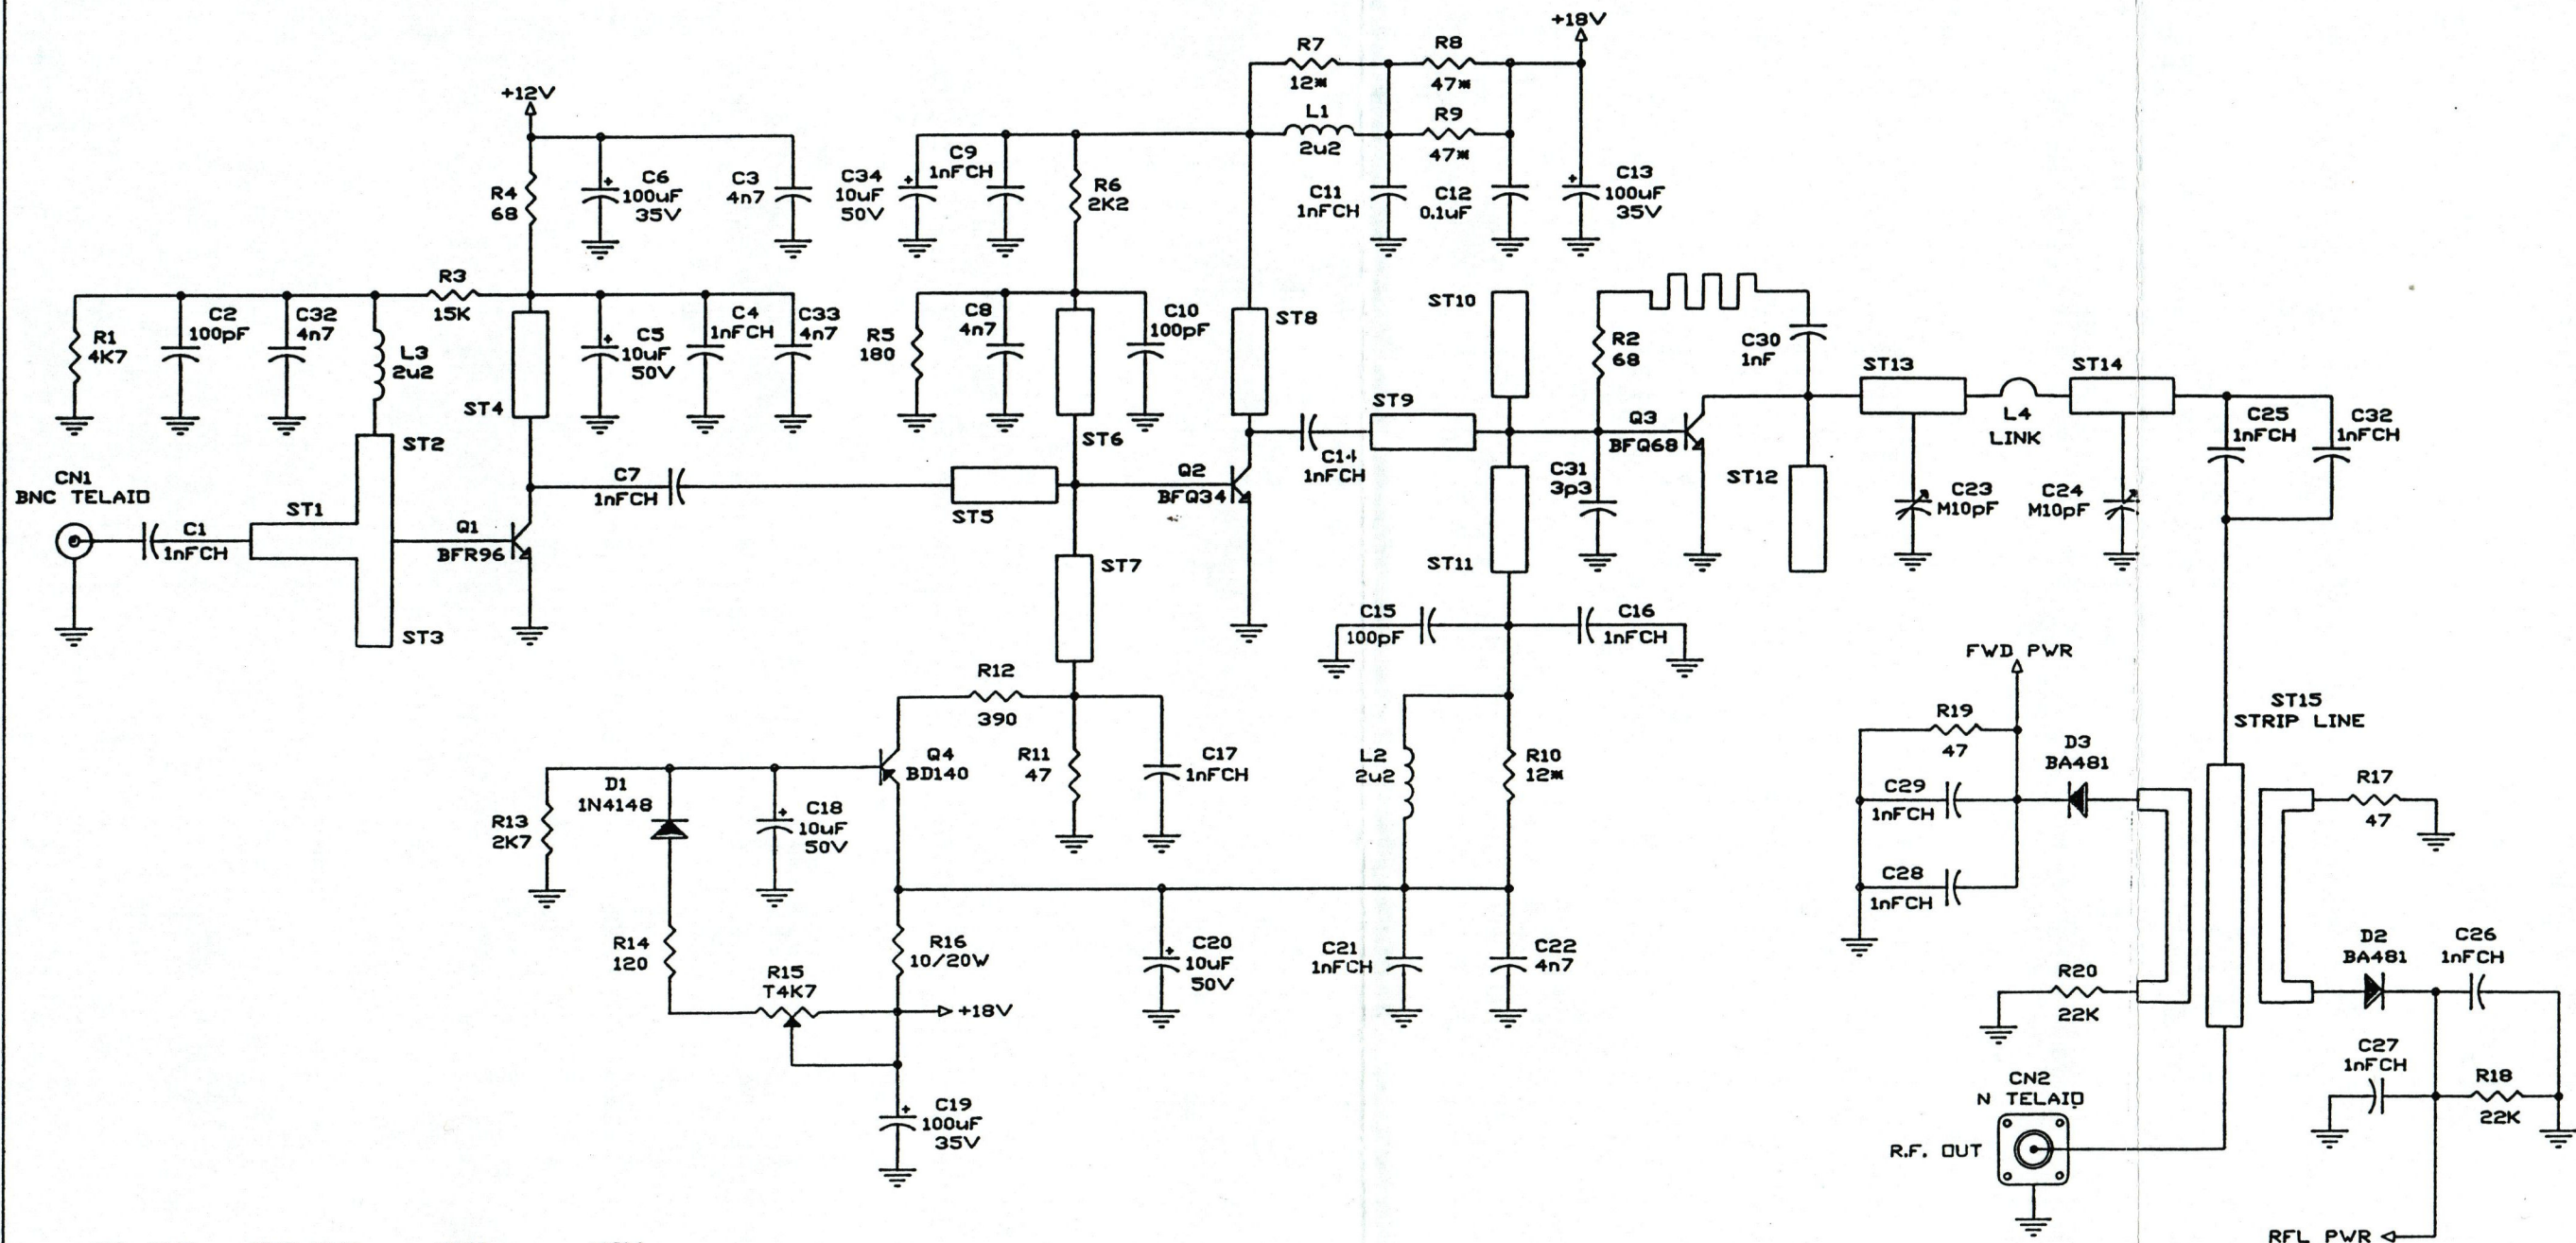 +18V
R7
12*
R8
47*
L1
2u2
R9
47*
+12V
R4
68
C6
100uF
35V
C3
4n7
C34
10uF
50V
C9
1nFCH
R6
2K2
C11
1nFCH
C12
0.1uF
C13
100uF
35V
R1
4K7
C2
100pF
C32
4n7
L3
2u2
R3
15K
ST4
C5
10uF
50V
C4
1nFCH
C33
4n7
R5
180
C8
4n7
C10
100pF
ST6
ST8
ST10
R2
68
C30
1nF
ST13
L4
LINK
ST14
C25
1nFCH
C32
1nFCH
CN1
BNC TELAIO
C1
1nFCH
ST1
ST2
ST3
Q1
BFR96
C7
1nFCH
ST5
Q2
BFQ34
C14
1nFCH
ST9
Q3
BFQ68
C31
3p3
ST12
C23
M10pF
C24
M10pF
ST7
ST11
C15
100pF
C16
1nFCH
R12
390
Q4
BD140
R11
47
C17
1nFCH
L2
2u2
R10
12*
D1
1N4148
R13
2K7
C18
10uF
50V
R14
120
R15
T4K7
R16
10/20W
+18V
C20
10uF
50V
C21
1nFCH
C22
4n7
C19
100uF
35V
FWD PWR
R19
47
C29
1nFCH
C28
1nFCH
D3
BA481
ST15
STRIP LINE
R17
47
R20
22K
D2
BA481
C26
1nFCH
C27
1nFCH
R18
22K
CN2
N TELAIO
R.F. OUT
RFL PWR